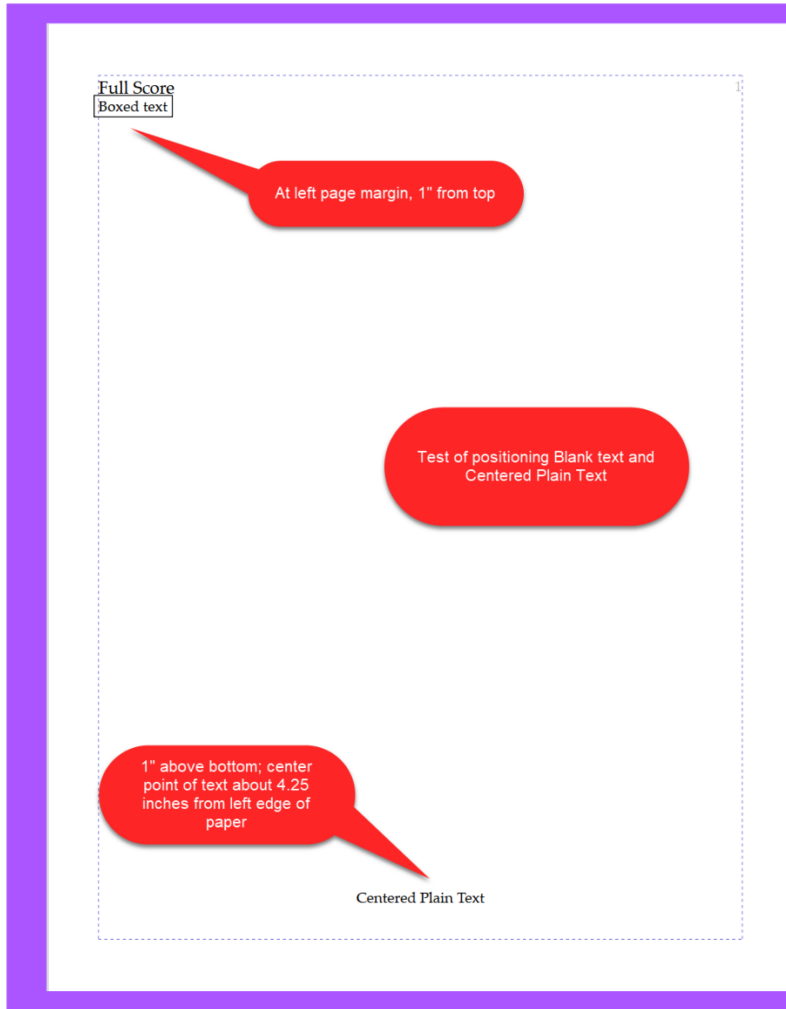 Full Score
1
Boxed text
At left page margin, 1" from top
Test of positioning Blank text and
Centered Plain Text
1" above bottom; center
point of text about 4.25
inches from left edge of
paper
Centered Plain Text